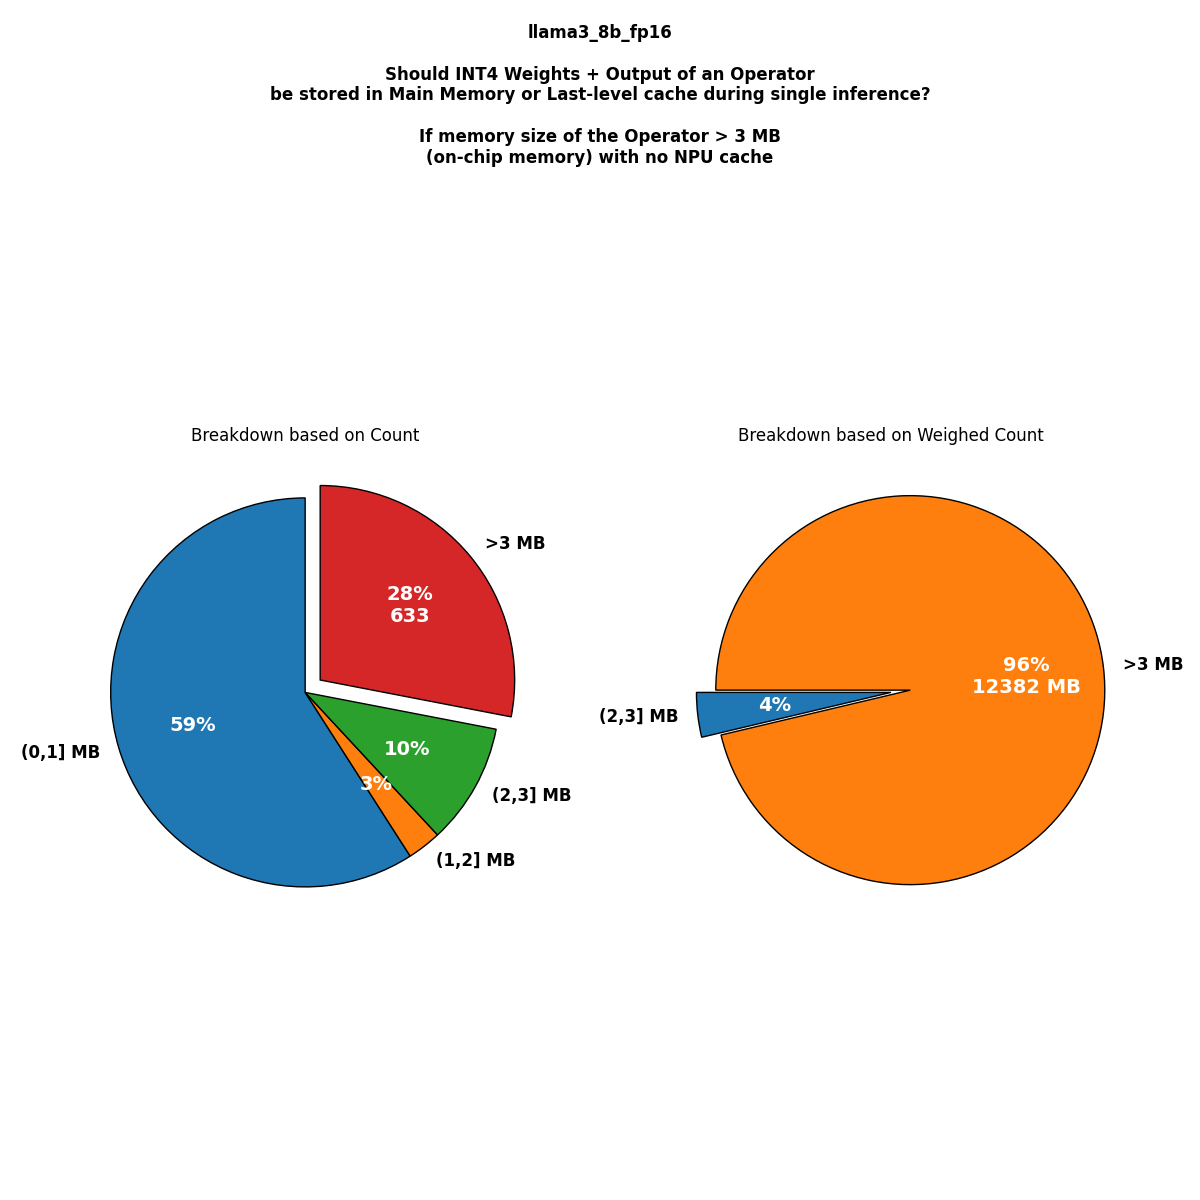 llama3_8b_fp16
Should INT4 Weights + Output of an Operator
be stored in Main Memory or Last-level cache during single inference?
If memory size of the Operator > 3 MB
(on-chip memory) with no NPU cache
Breakdown based on Count
>3 MB
28%
633
59%
(0,1] MB
10%
(2,3] MB
3%
(1,2] MB
Breakdown based on Weighed Count
96%
12382 MB
>3 MB
4%
(2,3] MB